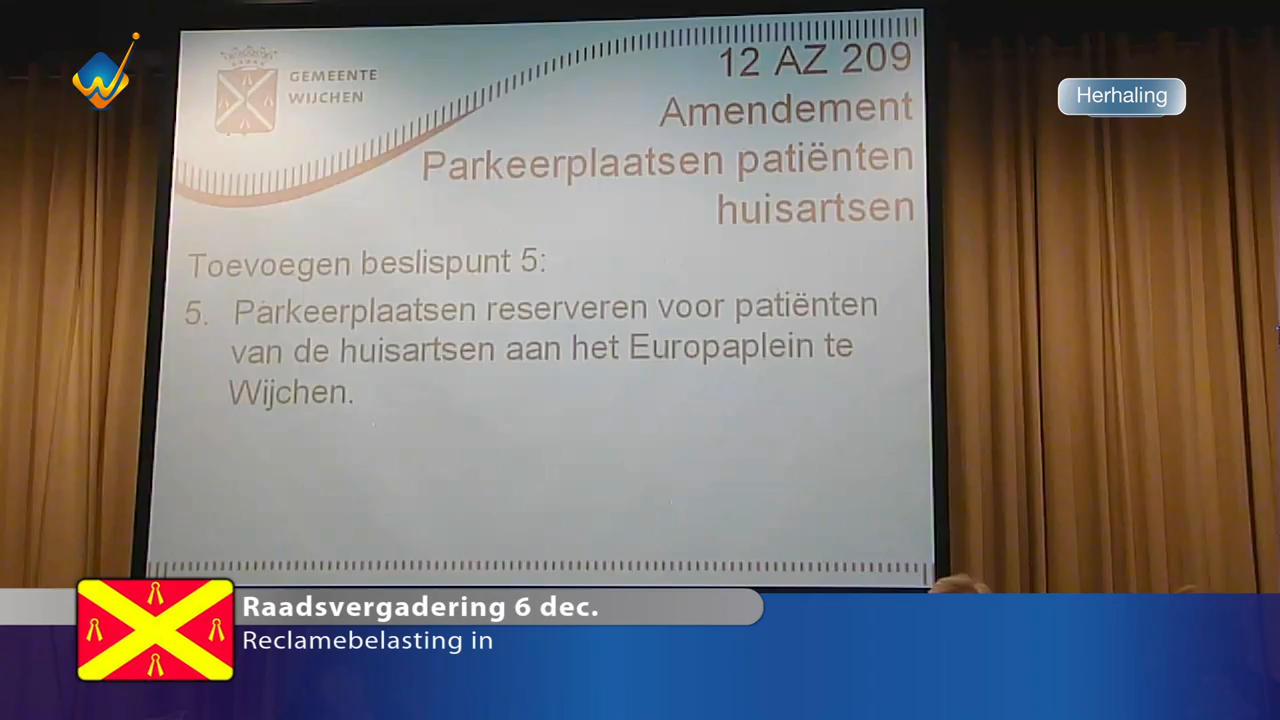 GEMEENTE
WIJCHEN
Herhaling
12 AZ 209
Amendement
Parkeerplaatsen patiënten
huisartsen
Toevoegen beslispunt 5:
5. Parkeerplaatsen reserveren voor patiënten
van de huisartsen aan het Europaplein te
Wijchen.
Raadsvergadering 6 dec.
Reclamebelasting in